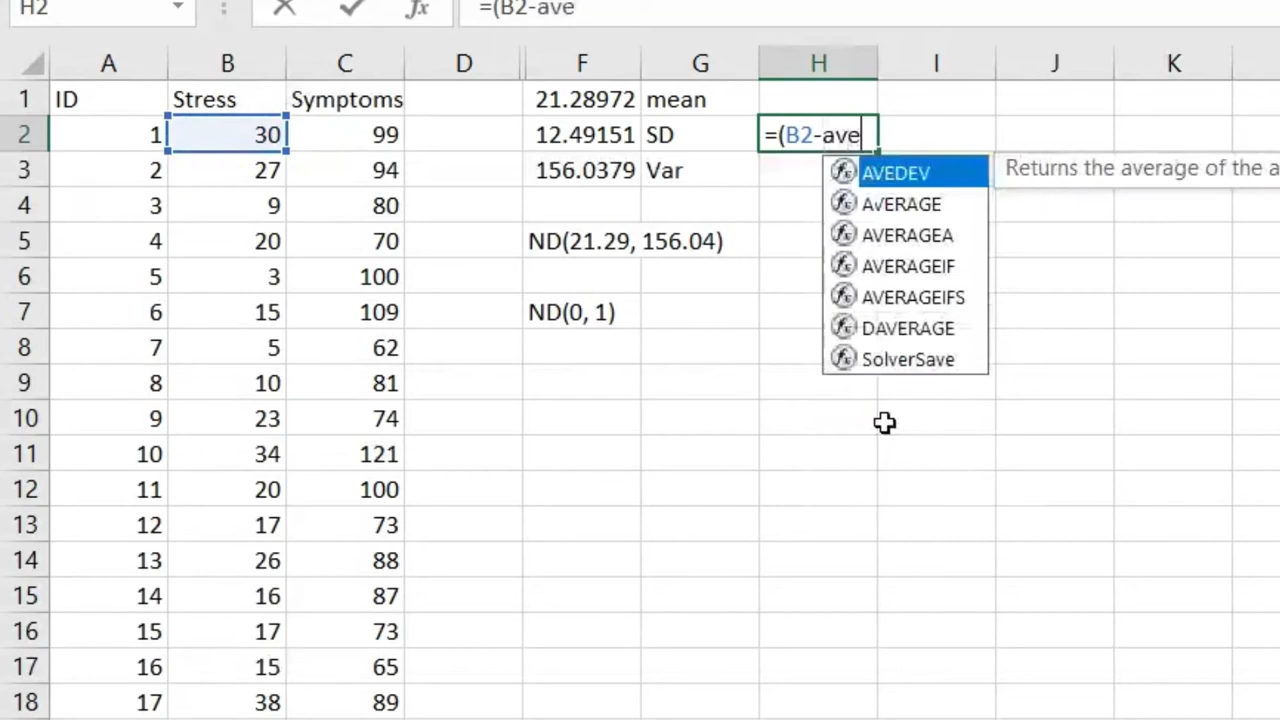 H2 =(B2-ave
A B C D F G H I J K
1 ID Stress Symptoms 21.28972 mean
2 1 30 99 12.49151 SD =(B2-ave
3 2 27 94 156.0379 Var AVEDEV Returns the average of the a
4 3 9 80 AVERAGE
5 4 20 70 ND(21.29, 156.04) AVERAGEA
6 5 3 100 AVERAGEIF
7 6 15 109 ND(0, 1) AVERAGEIFS
8 7 5 62 DAVERAGE
9 8 10 81 SolverSave
10 9 23 74
11 10 34 121
12 11 20 100
13 12 17 73
14 13 26 88
15 14 16 87
16 15 17 73
17 16 15 65
18 17 38 89